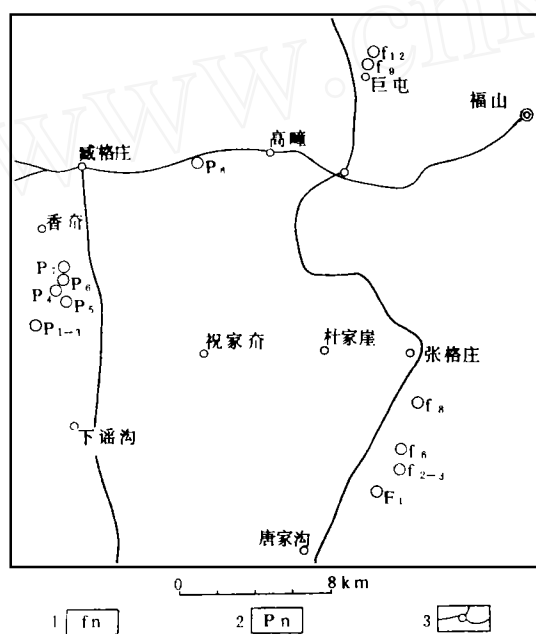 f₁₂
f₉
巨屯
福山
高疃
臧格庄
P₈
香夼
P₇
P₆
P₄
P₅
P₁₋₃
祝家夼
杜家崖
张格庄
f₈
下谣沟
f₆
f₂₋₃
F₁
唐家沟
0 8 km
1 fn 2 Pn 3